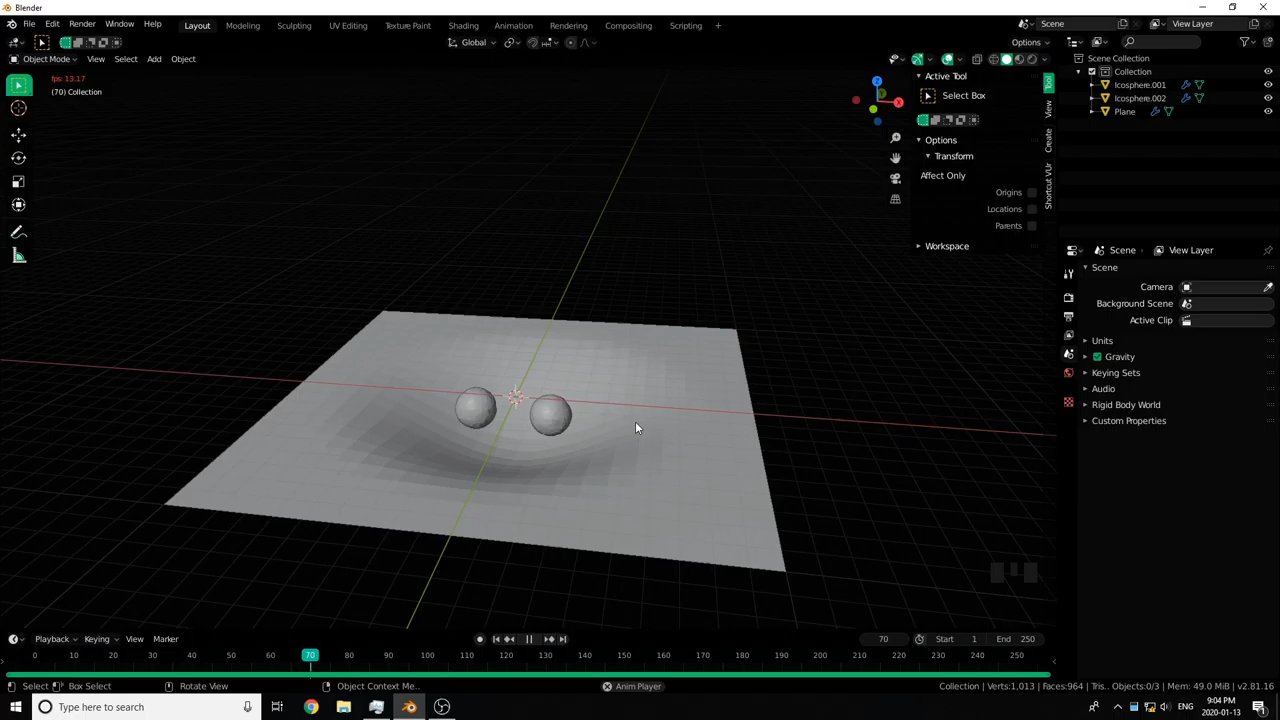 Blender
File Edit Render Window Help Layout Modeling Sculpting UV Editing Texture Paint Shading Animation Rendering Compositing Scripting + Scene View Layer
Global Options
Object Mode View Select Add Object
fps 13.17
(70) Collection
Active Tool
Select Box
Options
Transform
Affect Only
Origins
Locations
Parents
Workspace
Tool
View
Create
Shortcut VUr
Z
X
Scene Collection
Collection
Icosphere.001
Icosphere.002
Plane
Scene View Layer
Scene
Camera
Background Scene
Active Clip
Units
Gravity
Keying Sets
Audio
Rigid Body World
Custom Properties
Playback Keying View Marker 70 Start 1 End 250
0 10 20 30 40 50 60 70 80 90 100 110 120 130 140 150 160 170 180 190 200 210 220 230 240 250
Select Box Select Rotate View Object Context Me.. Anim Player Collection | Verts:1,013 | Faces:964 | Tris.. Objects:0/3 | Mem: 49.0 MiB | v2.81.16
Type here to search ENG 9:04 PM
2020-01-13